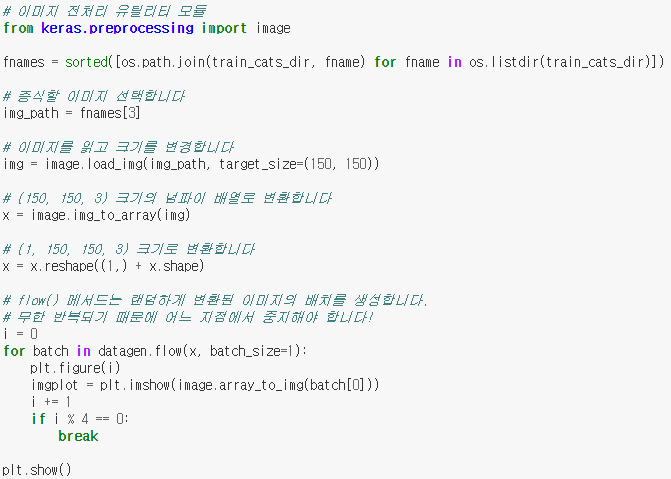 # 이미지 전처리 유틸리티 모듈
from keras.preprocessing import image
fnames = sorted([os.path.join(train_cats_dir, fname) for fname in os.listdir(train_cats_dir)])
# 증식할 이미지 선택합니다
img_path = fnames[3]
# 이미지를 읽고 크기를 변경합니다
img = image.load_img(img_path, target_size=(150, 150))
# (150, 150, 3) 크기의 넘파이 배열로 변환합니다
x = image.img_to_array(img)
# (1, 150, 150, 3) 크기로 변환합니다
x = x.reshape((1,) + x.shape)
# flow() 메서드는 랜덤하게 변환된 이미지의 배치를 생성합니다.
# 무한 반복되기 때문에 어느 지점에서 중지해야 합니다!
i = 0
for batch in datagen.flow(x, batch_size=1):
    plt.figure(i)
    imgplot = plt.imshow(image.array_to_img(batch[0]))
    i += 1
    if i % 4 == 0:
        break
plt.show()